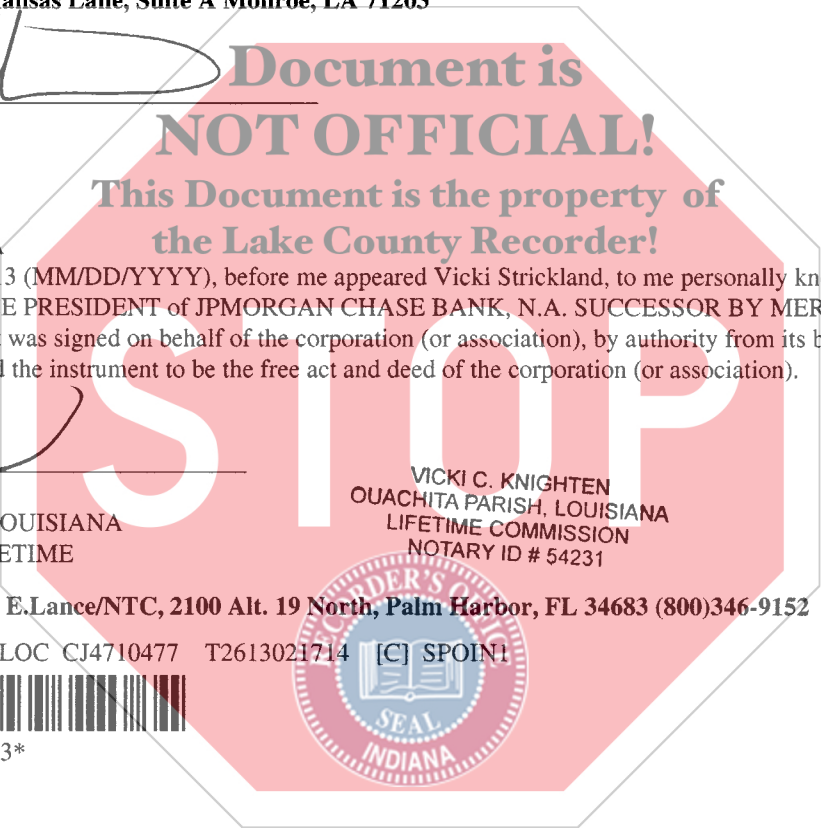 ansas Lane, Suite A Monroe, LA 71203
Document is
NOT OFFICIAL!
This Document is the property of
the Lake County Recorder!
3 (MM/DD/YYYY), before me appeared Vicki Strickland, to me personally kn
E PRESIDENT of JPMORGAN CHASE BANK, N.A. SUCCESSOR BY MER
was signed on behalf of the corporation (or association), by authority from its b
the instrument to be the free act and deed of the corporation (or association).
STOP
VICKI C. KNIGHTEN
OUACHITA PARISH, LOUISIANA
LIFETIME COMMISSION
NOTARY ID # 54231
OUISIANA
ETIME
E.Lance/NTC, 2100 Alt. 19 North, Palm Harbor, FL 34683 (800)346-9152
LOC CJ4710477 T2613021714 [C] SPOIN1
3*
RECORDER'S OFFICE
SEAL
INDIANA